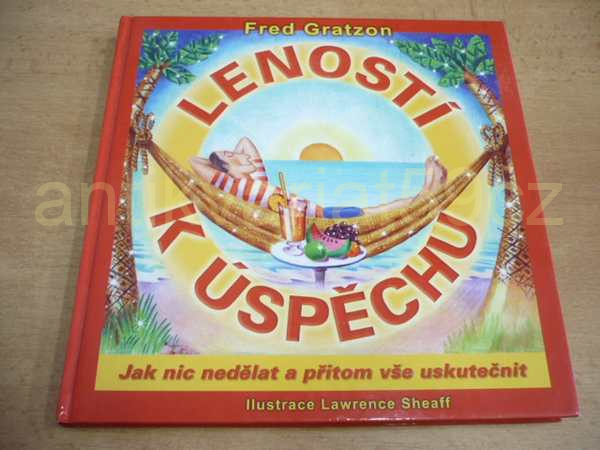 Fred Gratzon
LENOSTÍ
K ÚSPĚCHU
Jak nic nedělat a přitom vše uskutečnit
Ilustrace Lawrence Sheaff